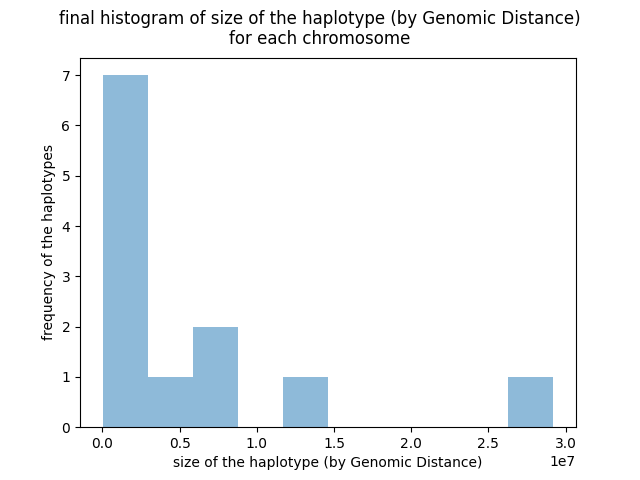 final histogram of size of the haplotype (by Genomic Distance)
for each chromosome
frequency of the haplotypes
7
6
5
4
3
2
1
0
0.0 0.5 1.0 1.5 2.0 2.5 3.0
1e7
size of the haplotype (by Genomic Distance)